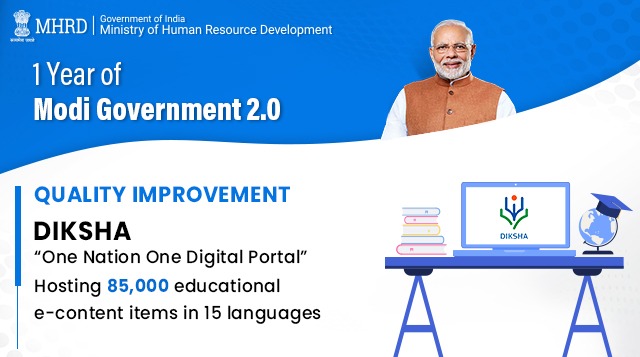 MHRD
Government of India
Ministry of Human Resource Development
1 Year of
Modi Government 2.0
QUALITY IMPROVEMENT
DIKSHA
“One Nation One Digital Portal”
Hosting 85,000 educational
e-content items in 15 languages
DIKSHA